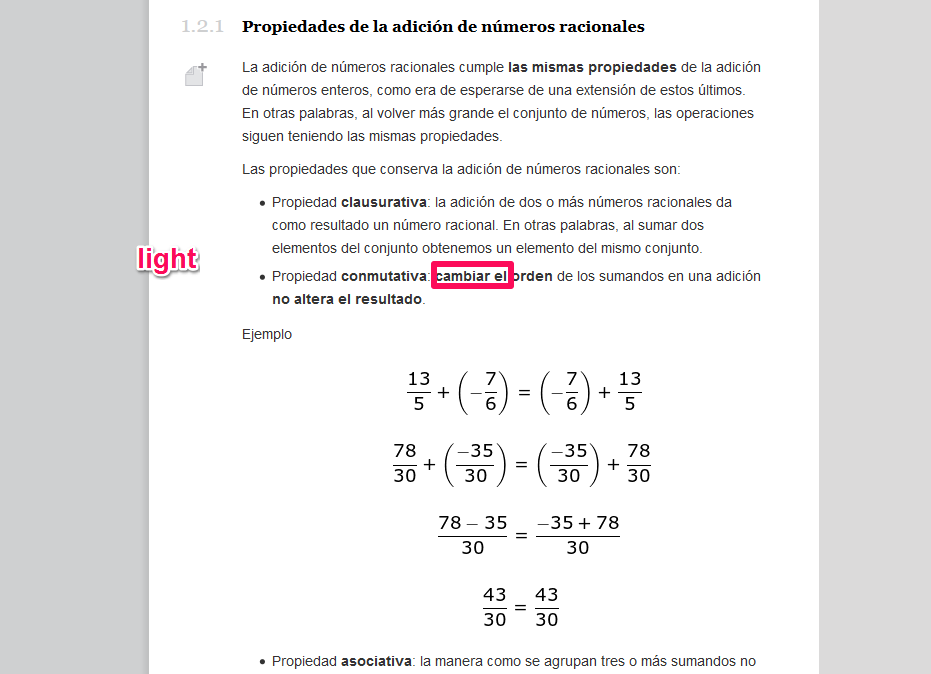 1.2.1 Propiedades de la adición de números racionales
La adición de números racionales cumple las mismas propiedades de la adición
de números enteros, como era de esperarse de una extensión de estos últimos.
En otras palabras, al volver más grande el conjunto de números, las operaciones
siguen teniendo las mismas propiedades.
Las propiedades que conserva la adición de números racionales son:
• Propiedad clausurativa: la adición de dos o más números racionales da
como resultado un número racional. En otras palabras, al sumar dos
elementos del conjunto obtenemos un elemento del mismo conjunto.
light
• Propiedad conmutativa: cambiar el orden de los sumandos en una adición
no altera el resultado.
Ejemplo
13/5 + (−7/6) = (−7/6) + 13/5
78/30 + (−35/30) = (−35/30) + 78/30
78 − 35/30 = −35 + 78/30
43/30 = 43/30
• Propiedad asociativa: la manera como se agrupan tres o más sumandos no